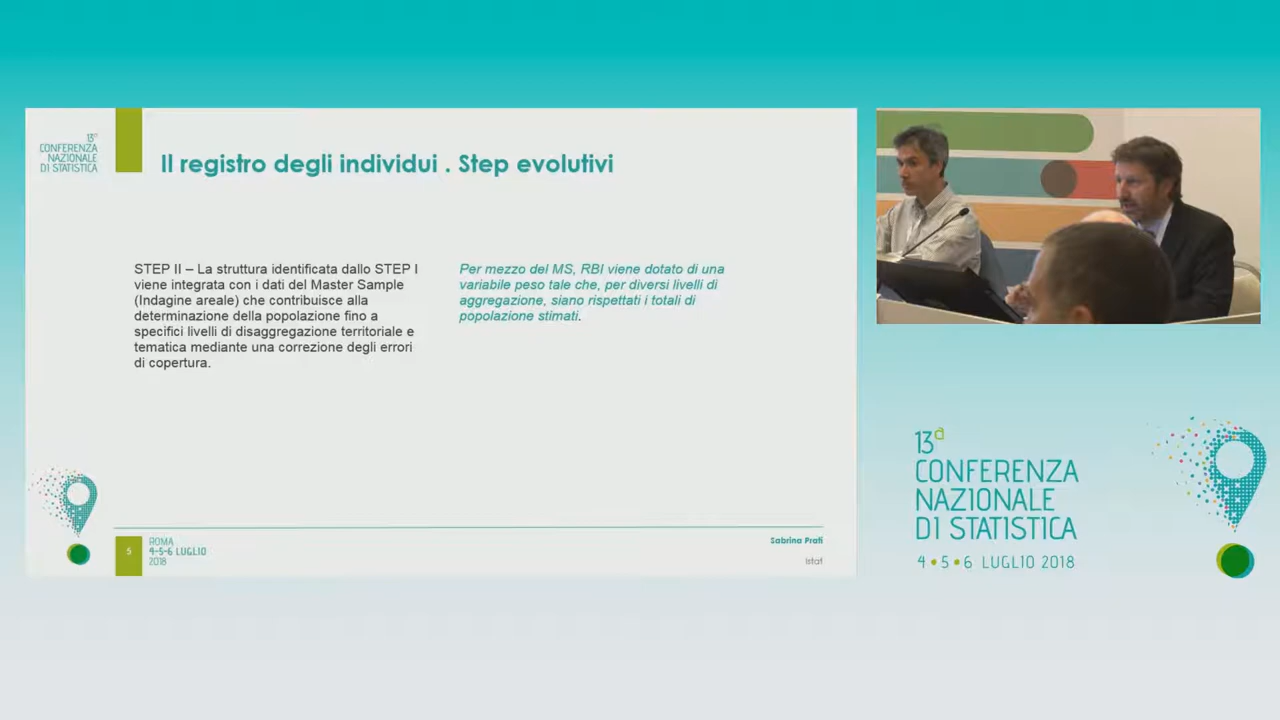 13ª
CONFERENZA
NAZIONALE
DI STATISTICA
Il registro degli individui . Step evolutivi
STEP II – La struttura identificata dallo STEP I
viene integrata con i dati del Master Sample
(Indagine areale) che contribuisce alla
determinazione della popolazione fino a
specifici livelli di disaggregazione territoriale e
tematica mediante una correzione degli errori
di copertura.
Per mezzo del MS, RBI viene dotato di una
variabile peso tale che, per diversi livelli di
aggregazione, siano rispettati i totali di
popolazione stimati.
5
ROMA
4-5-6 LUGLIO
2018
Sabrina Prati
Istat
13ª
CONFERENZA
NAZIONALE
DI STATISTICA
4•5•6 LUGLIO 2018